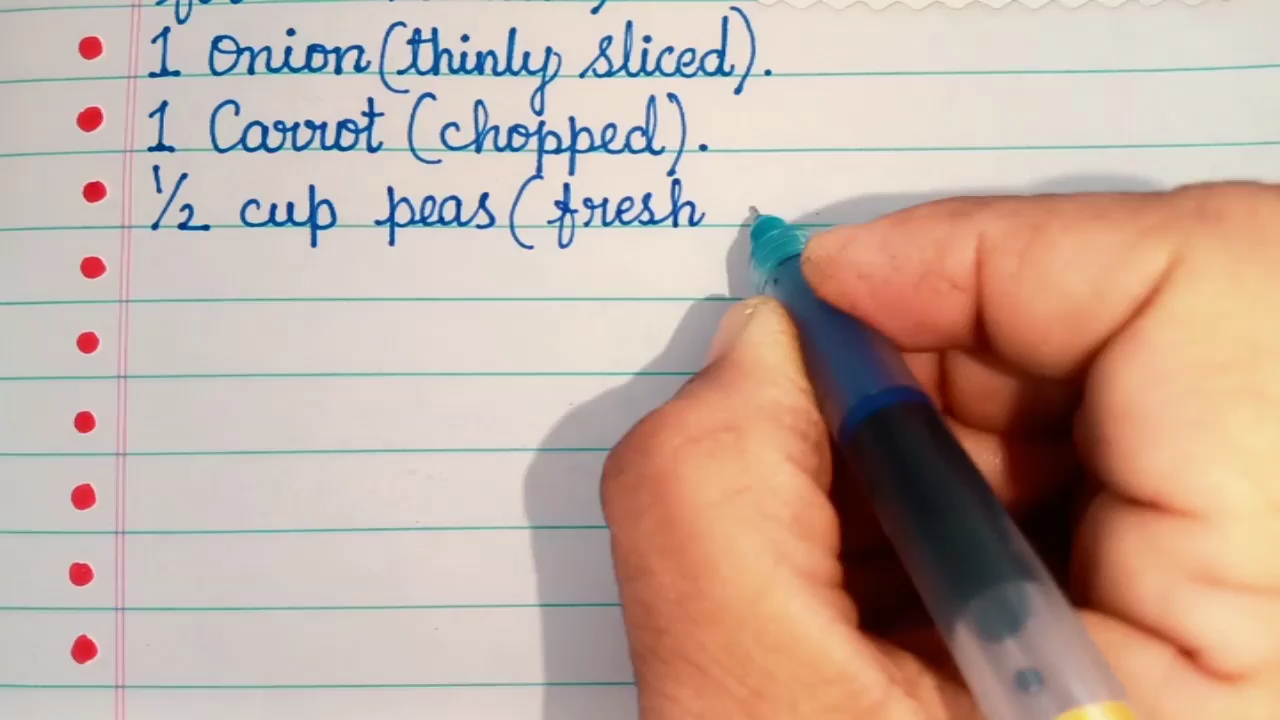 1 Onion (thinly sliced).
1 Carrot (chopped).
1/2 cup peas (fresh